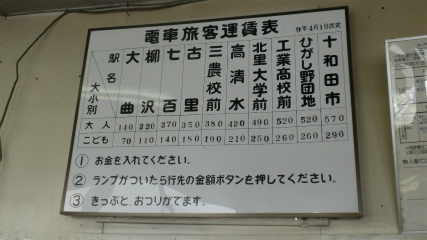 電車旅客運賃表
9年4月1日改定
駅名 大曲 柳沢 七百 古里 三農校前 高清水 北里大学前 工業高校前 ひがし野団地 十和田市
大小別
大人 140 220 270 350 380 420 490 520 520 570
こども 70 110 140 180 190 210 250 260 260 290
① お金を入れてください。
② ランプがついたら行先の金額ボタンを押してください。
③ きっぷと、おつりがでます。